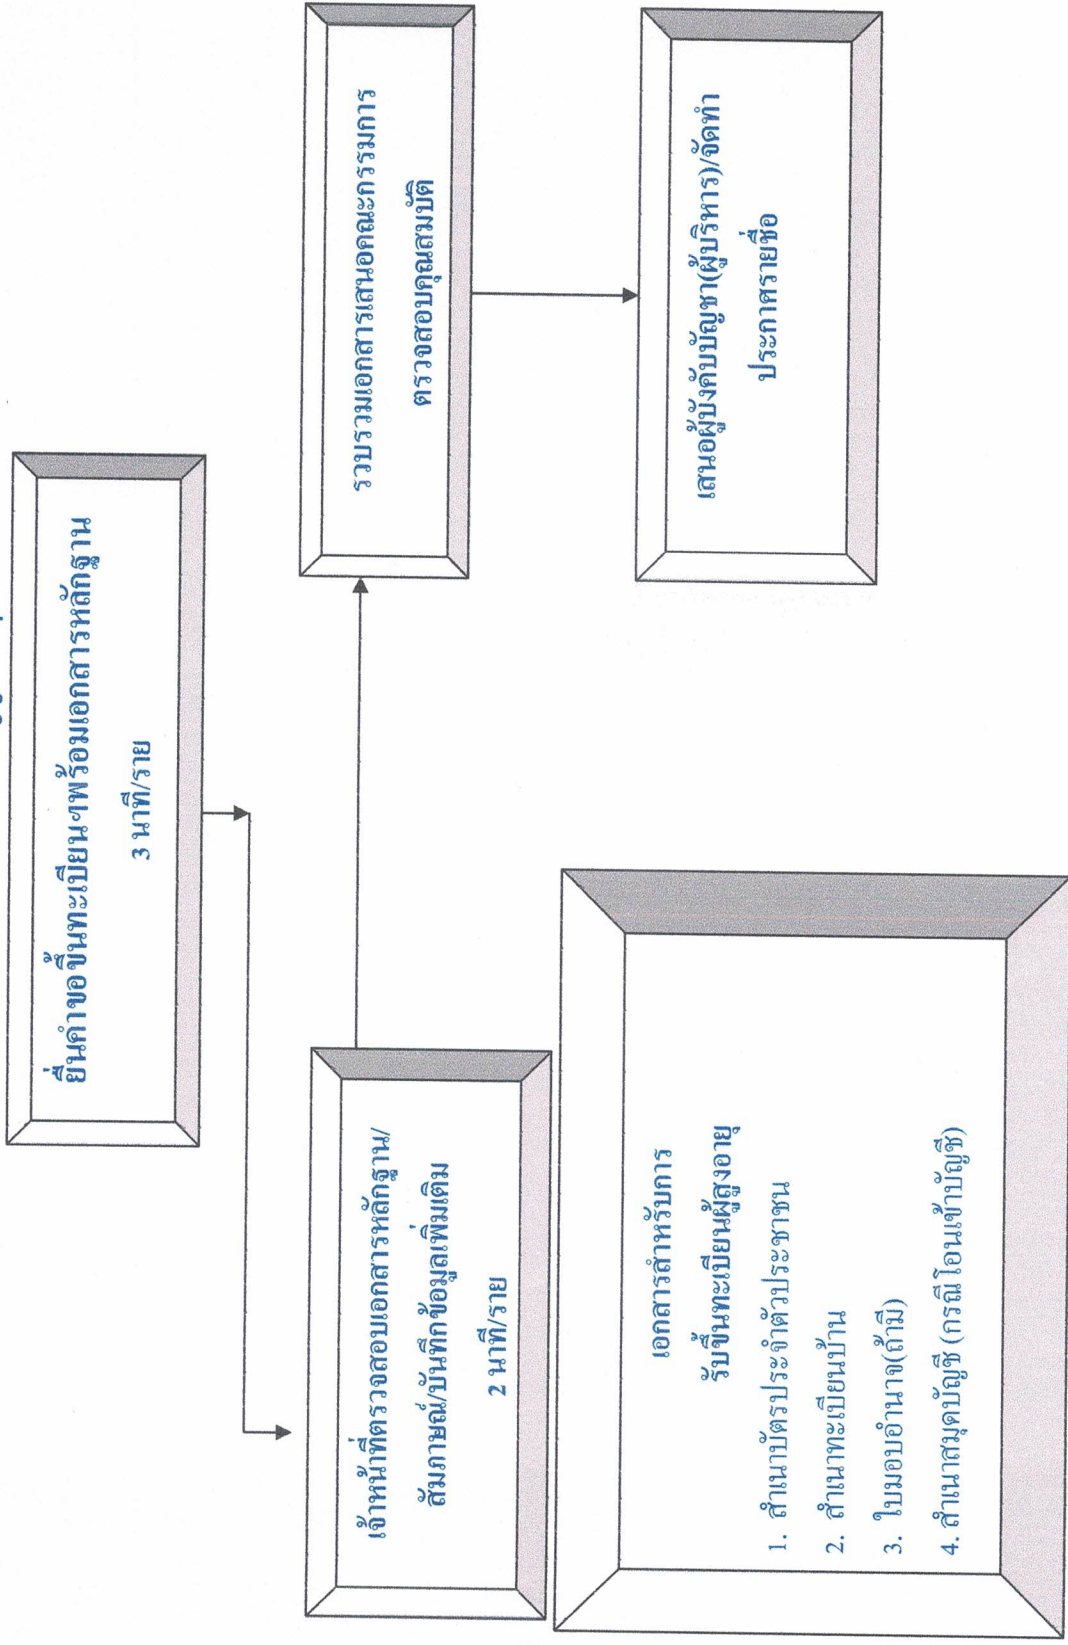 ยื่นคำขอขึ้นทะเบียนฯพร้อมเอกสารหลักฐาน
3 นาที/ราย
เจ้าหน้าที่ตรวจสอบเอกสารหลักฐาน/
สัมภาษณ์/บันทึกข้อมูลเพิ่มเติม
2 นาที/ราย
รวบรวมเอกสารเสนอคณะกรรมการ
ตรวจสอบคุณสมบัติ
เสนอผู้บังคับบัญชา(ผู้บริหาร)/จัดทำ
ประกาศรายชื่อ
เอกสารสำหรับการ
รับขึ้นทะเบียนผู้สูงอายุ
1. สำเนาบัตรประจำตัวประชาชน
2. สำเนาทะเบียนบ้าน
3. ใบมอบอำนาจ(ถ้ามี)
4. สำเนาสมุดบัญชี (กรณีโอนเข้าบัญชี)